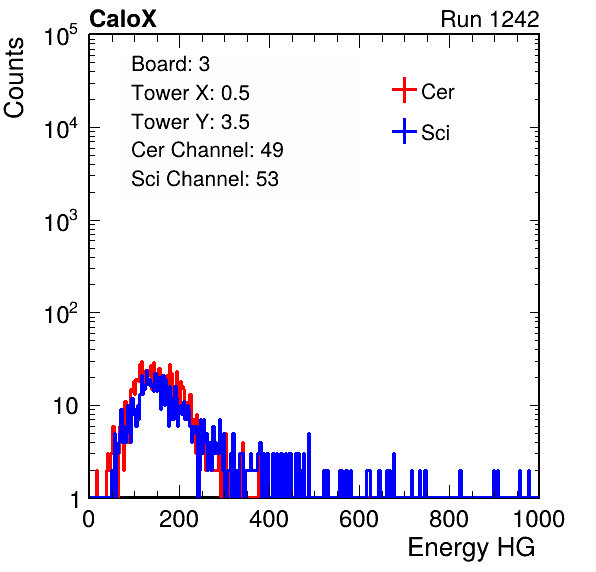 CaloX Run 1242
Counts
10^5
10^4
10^3
10^2
10
1
Board: 3
Tower X: 0.5
Tower Y: 3.5
Cer Channel: 49
Sci Channel: 53
Cer
Sci
0 200 400 600 800 1000
Energy HG